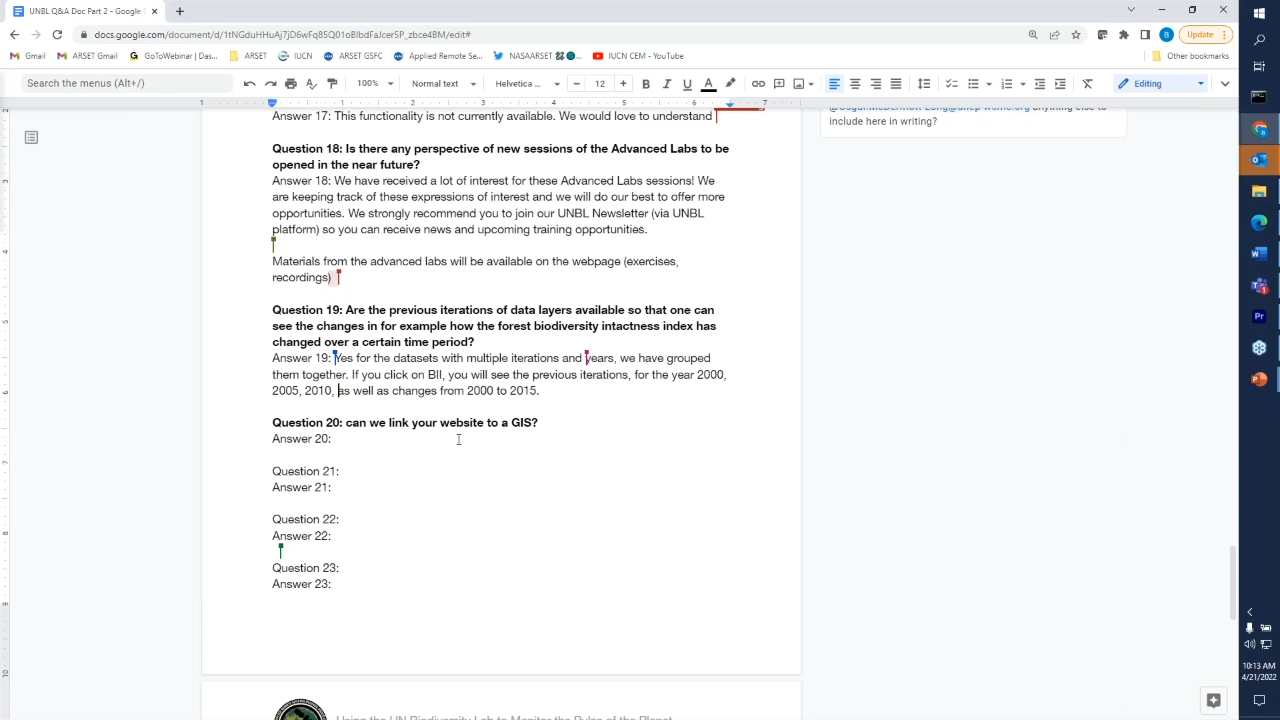 UNBL Q&A Doc Part 2 - Google
docs.google.com/document/d/1tNGduHHuAj7jD6wFq85Q01oBlbdFaJcer5P_zbce4BM/edit#
Update
Gmail
ARSET Gmail
GoToWebinar | Das...
ARSET
IUCN
ARSET GSFC
Applied Remote Se...
NASAARSET
IUCN CEM - YouTube
Other bookmarks
Search the menus (Alt+/)
100%
Normal text
Helvetica ...
12
Editing
1 1 2 3 4 5 6 7
Answer 17: This functionality is not currently available. We would love to understand
anything else to
include here in writing?
Question 18: Is there any perspective of new sessions of the Advanced Labs to be
opened in the near future?
Answer 18: We have received a lot of interest for these Advanced Labs sessions! We
are keeping track of these expressions of interest and we will do our best to offer more
opportunities. We strongly recommend you to join our UNBL Newsletter (via UNBL
platform) so you can receive news and upcoming training opportunities.
Materials from the advanced labs will be available on the webpage (exercises,
recordings)
Question 19: Are the previous iterations of data layers available so that one can
see the changes in for example how the forest biodiversity intactness index has
changed over a certain time period?
Answer 19: Yes for the datasets with multiple iterations and years, we have grouped
them together. If you click on BII, you will see the previous iterations, for the year 2000,
2005, 2010, as well as changes from 2000 to 2015.
Question 20: can we link your website to a GIS?
Answer 20:
Question 21:
Answer 21:
Question 22:
Answer 22:
Question 23:
Answer 23:
10:13 AM
4/21/2022
Using the UN Biodiversity Lab to Monitor the Pulse of the Planet